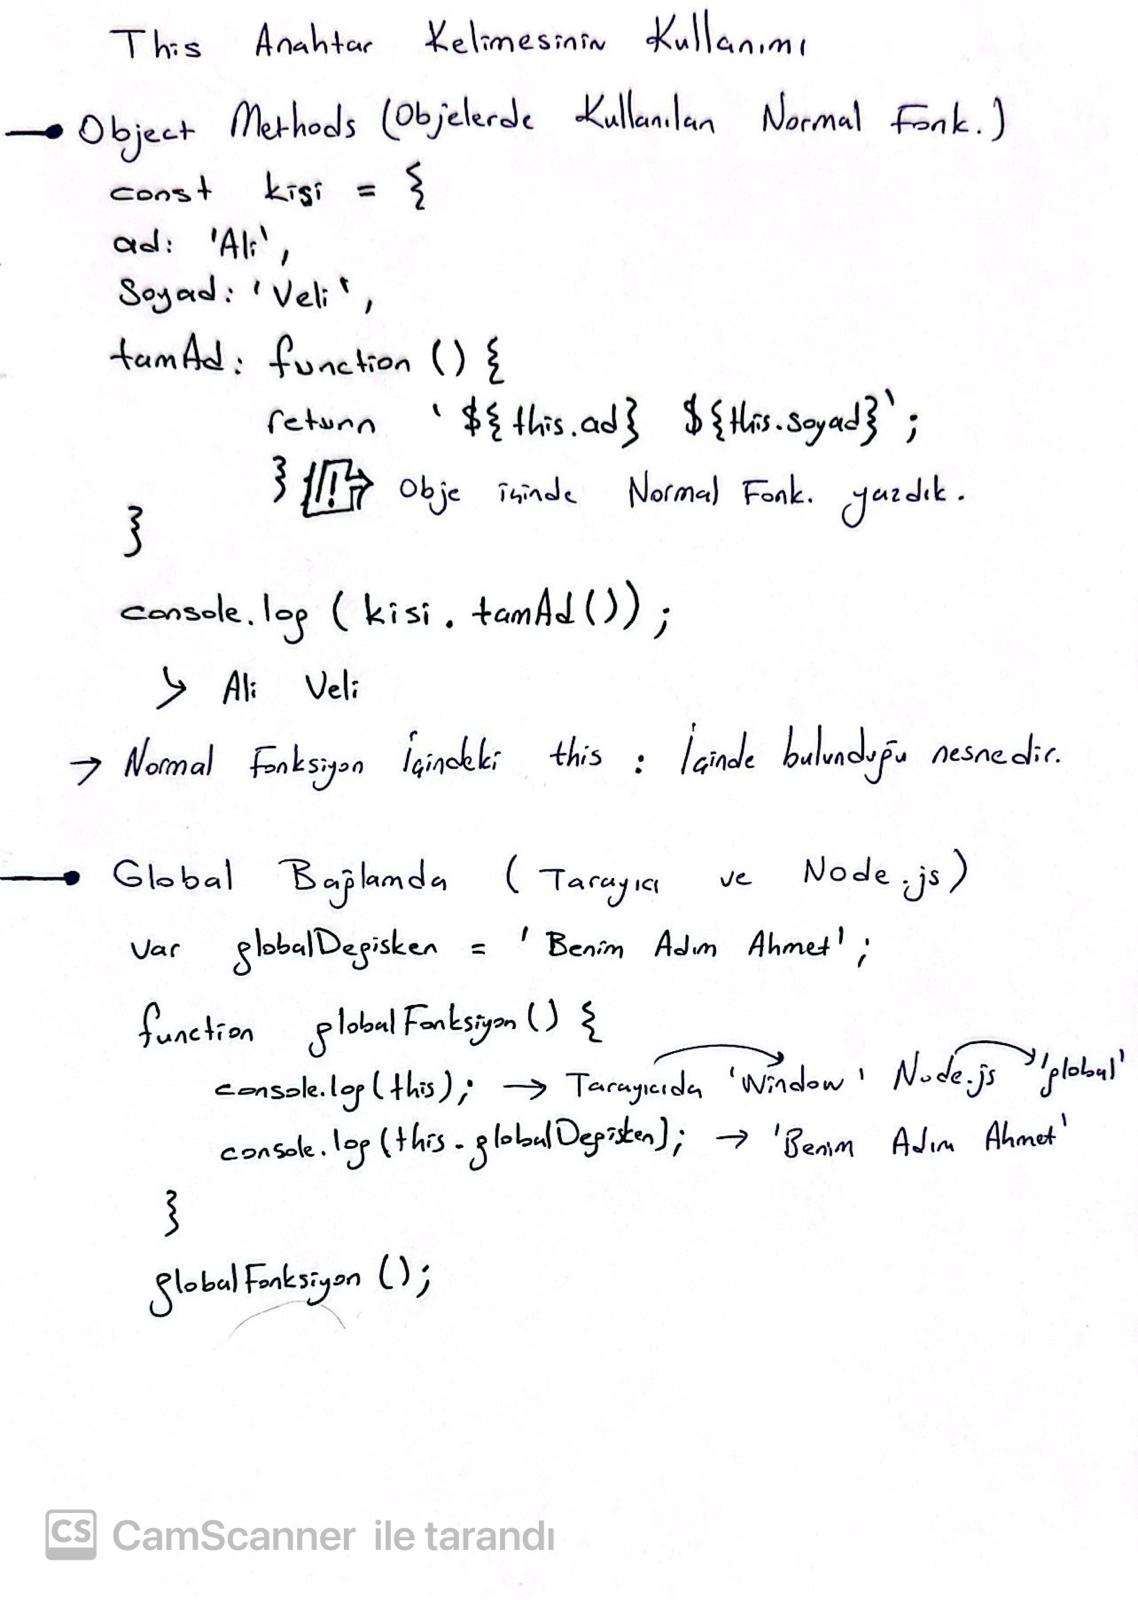 This Anahtar Kelimesinin Kullanımı
Object Methods (Objelerde Kullanılan Normal Fonk.)
const kişi = {
ad: 'Ali',
Soyad: 'Veli',
tamAd: function () {
return `${this.ad} ${this.soyad}`;
} !! Obje içinde Normal Fonk. yazdık.
}
console.log (kisi.tamAd());
↳ Ali Veli
→ Normal Fonksiyon İçindeki this : İçinde bulunduğu nesnedir.
Global Bağlamda (Tarayıcı ve Node.js)
var globalDegisken = 'Benim Adım Ahmet';
function globalFonksiyon() {
console.log(this); → Tarayıcıda 'Window' Node.js 'global'
console.log(this.globalDegisken); → 'Benim Adım Ahmet'
}
globalFonksiyon ();
CS CamScanner ile tarandı